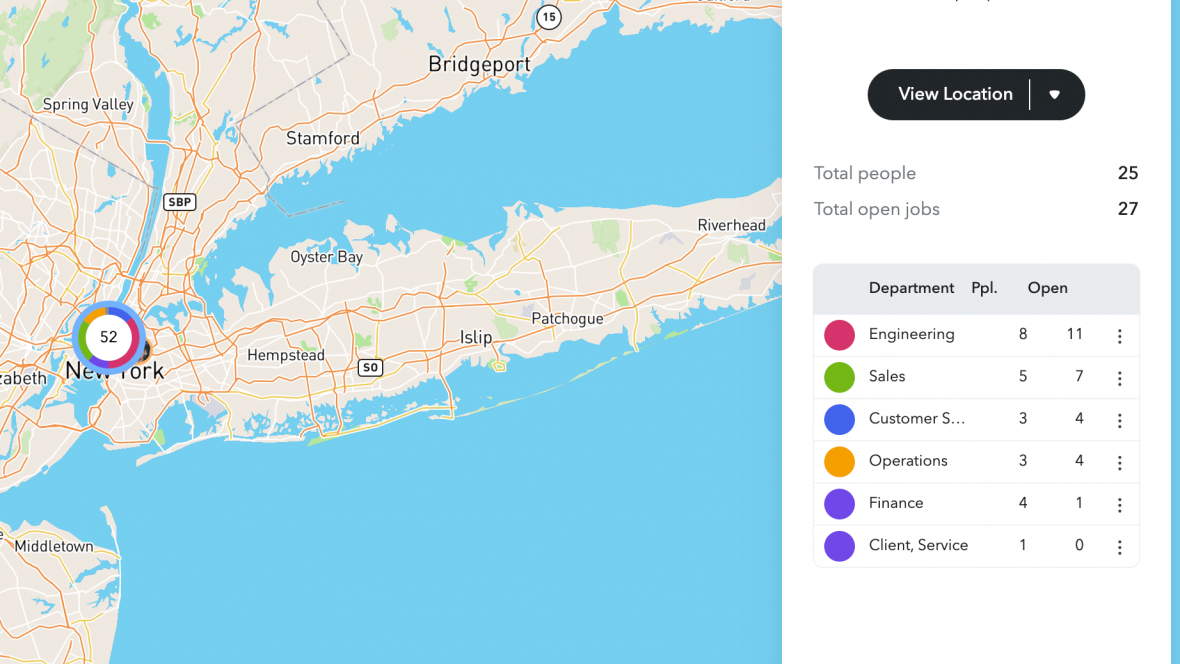 15
Bridgeport
Spring Valley
Stamford
SBP
Riverhead
Oyster Bay
52
Patchogue
Islip
Hempstead
SO
zabeth
New York
Middletown
View Location
Total people 25
Total open jobs 27
Department Ppl. Open
Engineering 8 11
Sales 5 7
Customer S... 3 4
Operations 3 4
Finance 4 1
Client, Service 1 0